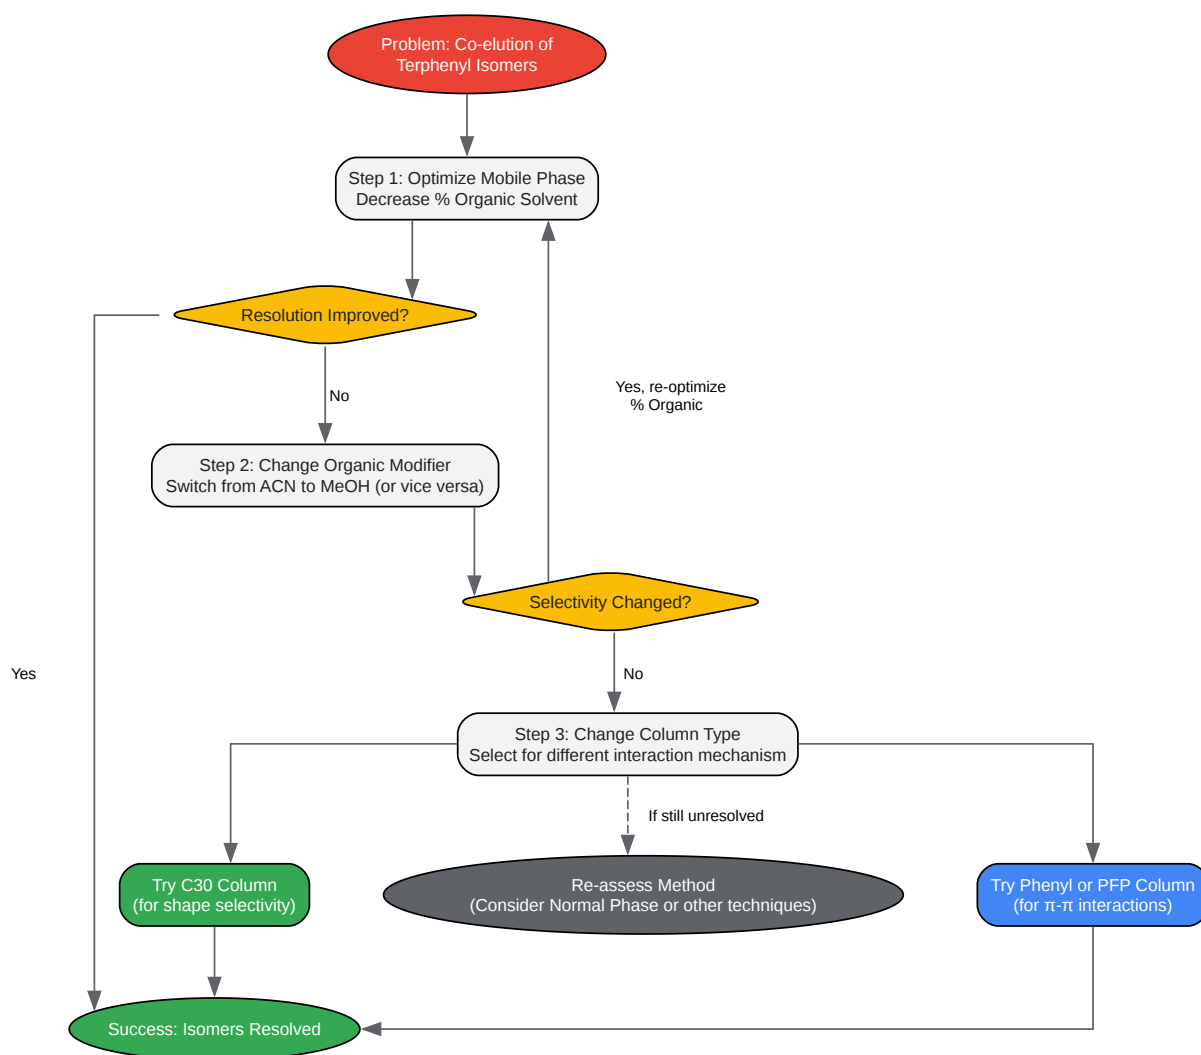 Problem: Co-elution of
Terphenyl Isomers
Step 1: Optimize Mobile Phase
Decrease % Organic Solvent
Resolution Improved?
Yes, re-optimize
% Organic
No
Step 2: Change Organic Modifier
Switch from ACN to MeOH (or vice versa)
Selectivity Changed?
Yes
No
Step 3: Change Column Type
Select for different interaction mechanism
If still unresolved
Try C30 Column
(for shape selectivity)
Re-assess Method
(Consider Normal Phase or other techniques)
Try Phenyl or PFP Column
(for π-π interactions)
Success: Isomers Resolved